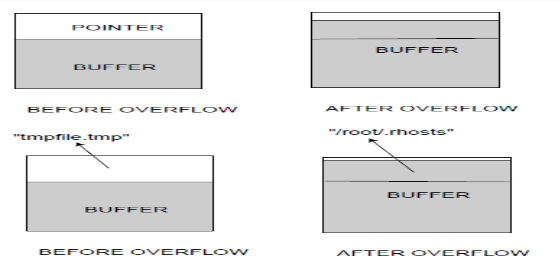 POINTER
BUFFER
BUFFER
BEFORE OVERFLOW
AFTER OVERFLOW
"tmpfile.tmp"
"/root/.rhosts"
BUFFER
BUFFER
BEFORE OVERFLOW
AFTER OVERFLOW